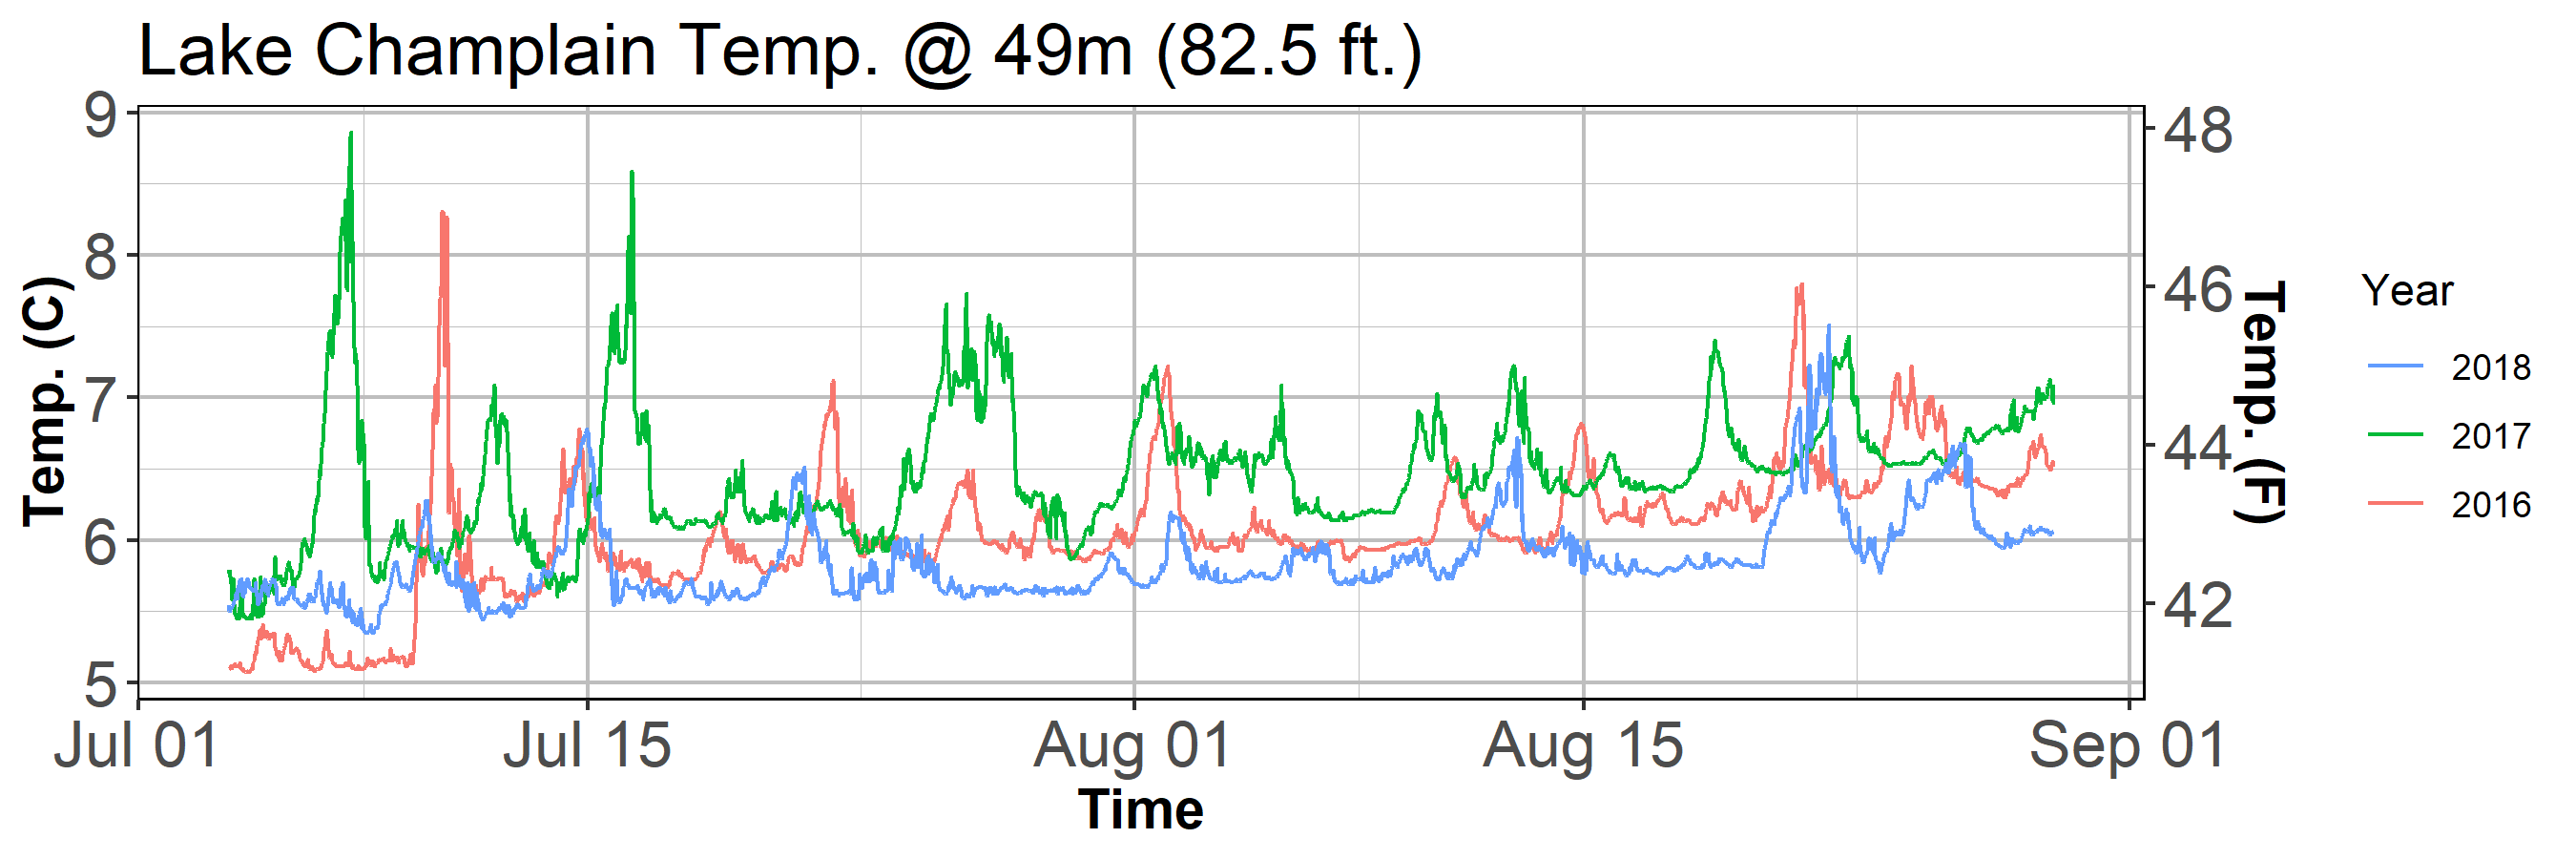 Lake Champlain Temp. @ 49m (82.5 ft.)
9
8
7
6
5
Temp. (C)
48
46
44
42
Temp. (F)
Jul 01
Jul 15
Aug 01
Aug 15
Sep 01
Time
Year
2018
2017
2016